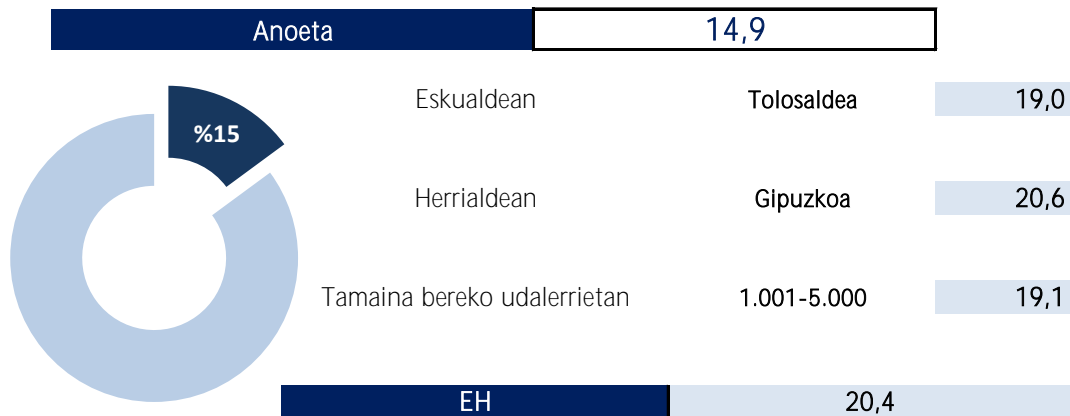 Anoeta 14,9
%15
Eskualdean Tolosaldea 19,0
Herrialdean Gipuzkoa 20,6
Tamaina bereko udalerrietan 1.001-5.000 19,1
EH 20,4